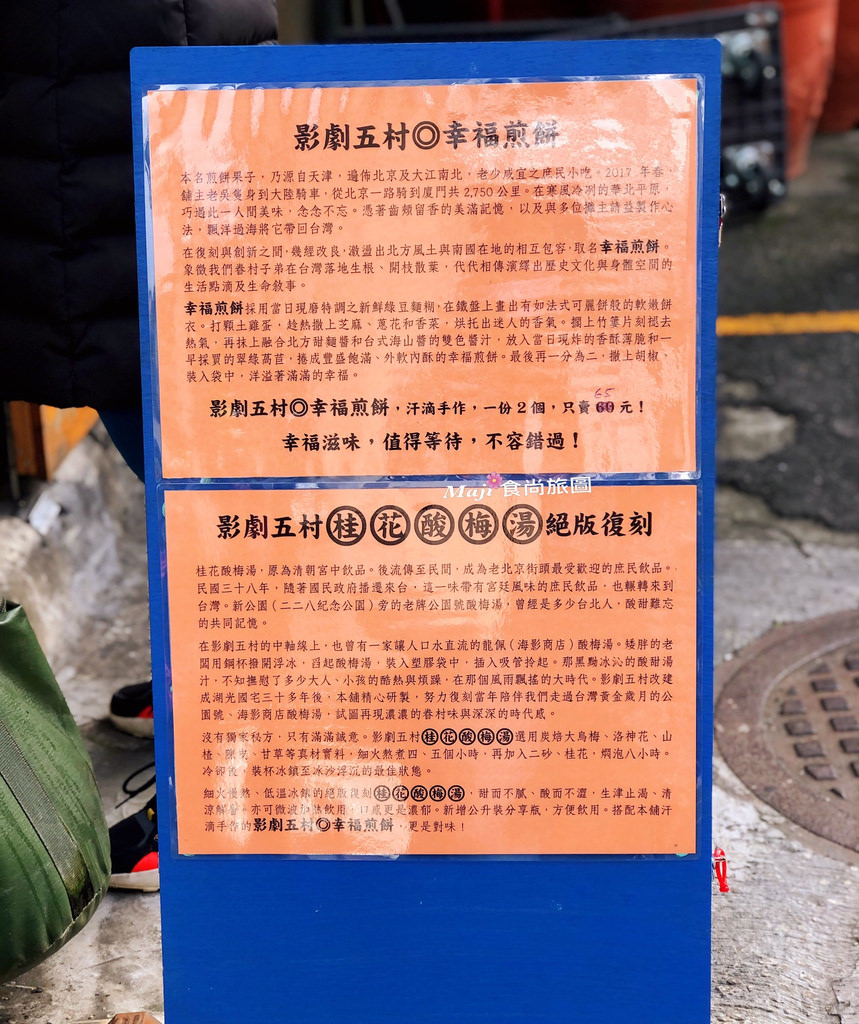 影劇五村◎幸福煎餅
本名煎餅果子，乃源自天津，遍佈北京及大江南北，老少咸宜之庶民小吃。2017 年春，
舖主老吳隻身到大陸騎車，從北京一路騎到廈門共 2,750 公里。在寒風冷冽的華北平原，
巧遇此一人間美味，念念不忘。憑著齒頰留香的美滿記憶，以及與多位攤主請益製作心
法，飄洋過海將它帶回台灣。
在復刻與創新之間，幾經改良，激盪出北方風土與南國在地的相互包容，取名幸福煎餅。
象徵我們眷村子弟在台灣落地生根、開枝散葉，代代相傳演繹出歷史文化與身體空間的
生活點滴及生命敘事。
幸福煎餅採用當日現磨特調之新鮮綠豆麵糊，在鐵盤上畫出有如法式可麗餅般的軟嫩餅
衣。打顆土雞蛋，趁熱撒上芝麻、蔥花和香菜，烘托出迷人的香氣。擱上竹簍片刻褪去
熱氣，再抹上融合北方甜麵醬和台式海山醬的雙色醬汁，放入當日現炸的香酥薄脆和一
早採買的翠綠萵苣，捲成豐盛飽滿、外軟內酥的幸福煎餅。最後再一分為二，撒上胡椒，
裝入袋中，洋溢著滿滿的幸福。
65
影劇五村◎幸福煎餅，汗滴手作，一份 2 個，只賣 60 元！
幸福滋味，值得等待，不容錯過！
Maji 食尚旅圖
影劇五村桂花酸梅湯絕版復刻
桂花酸梅湯，原為清朝宮中飲品。後流傳至民間，成為老北京街頭最受歡迎的庶民飲品。
民國三十八年，隨著國民政府播遷來台，這一味帶有宮廷風味的庶民飲品，也輾轉來到
台灣。新公園（二二八紀念公園）旁的老牌公園號酸梅湯，曾經是多少台北人，酸甜難忘
的共同記憶。
在影劇五村的中軸線上，也曾有一家讓人口水直流的龍佩（海影商店）酸梅湯。矮胖的老
闆用鋼杯撥開浮冰，舀起酸梅湯，裝入塑膠袋中，插入吸管拎起。那黑黝冰沁的酸甜湯
汁，不知撫慰了多少大人、小孩的酷熱與煩躁，在那個風雨飄搖的大時代。影劇五村改建
成湖光國宅三十多年後，本舖精心研製，努力復刻當年陪伴我們走過台灣黃金歲月的公
園號、海影商店酸梅湯，試圖再現濃濃的眷村味與深深的時代感。
沒有獨家秘方，只有滿滿誠意。影劇五村桂花酸梅湯選用炭焙大烏梅、洛神花、山
楂、陳皮、甘草等真材實料，細火熬煮四、五個小時，再加入二砂、桂花，燜泡八小時。
冷卻後，裝杯冰鎮至冰沙浮沉的最佳狀態。
細火慢熬、低溫冰鎮的絕版復刻桂花酸梅湯，甜而不膩、酸而不澀，生津止渴、清
涼解膩。亦可微波加熱飲用，口感更是濃郁。新增公升裝分享瓶，方便飲用。搭配本舖汗
滴手作的影劇五村◎幸福煎餅，更是對味！